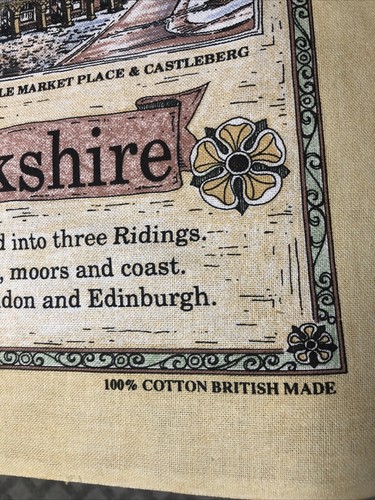 LE MARKET PLACE & CASTLEBERG
kshire
d into three Ridings.
, moors and coast.
don and Edinburgh.
100% COTTON BRITISH MADE